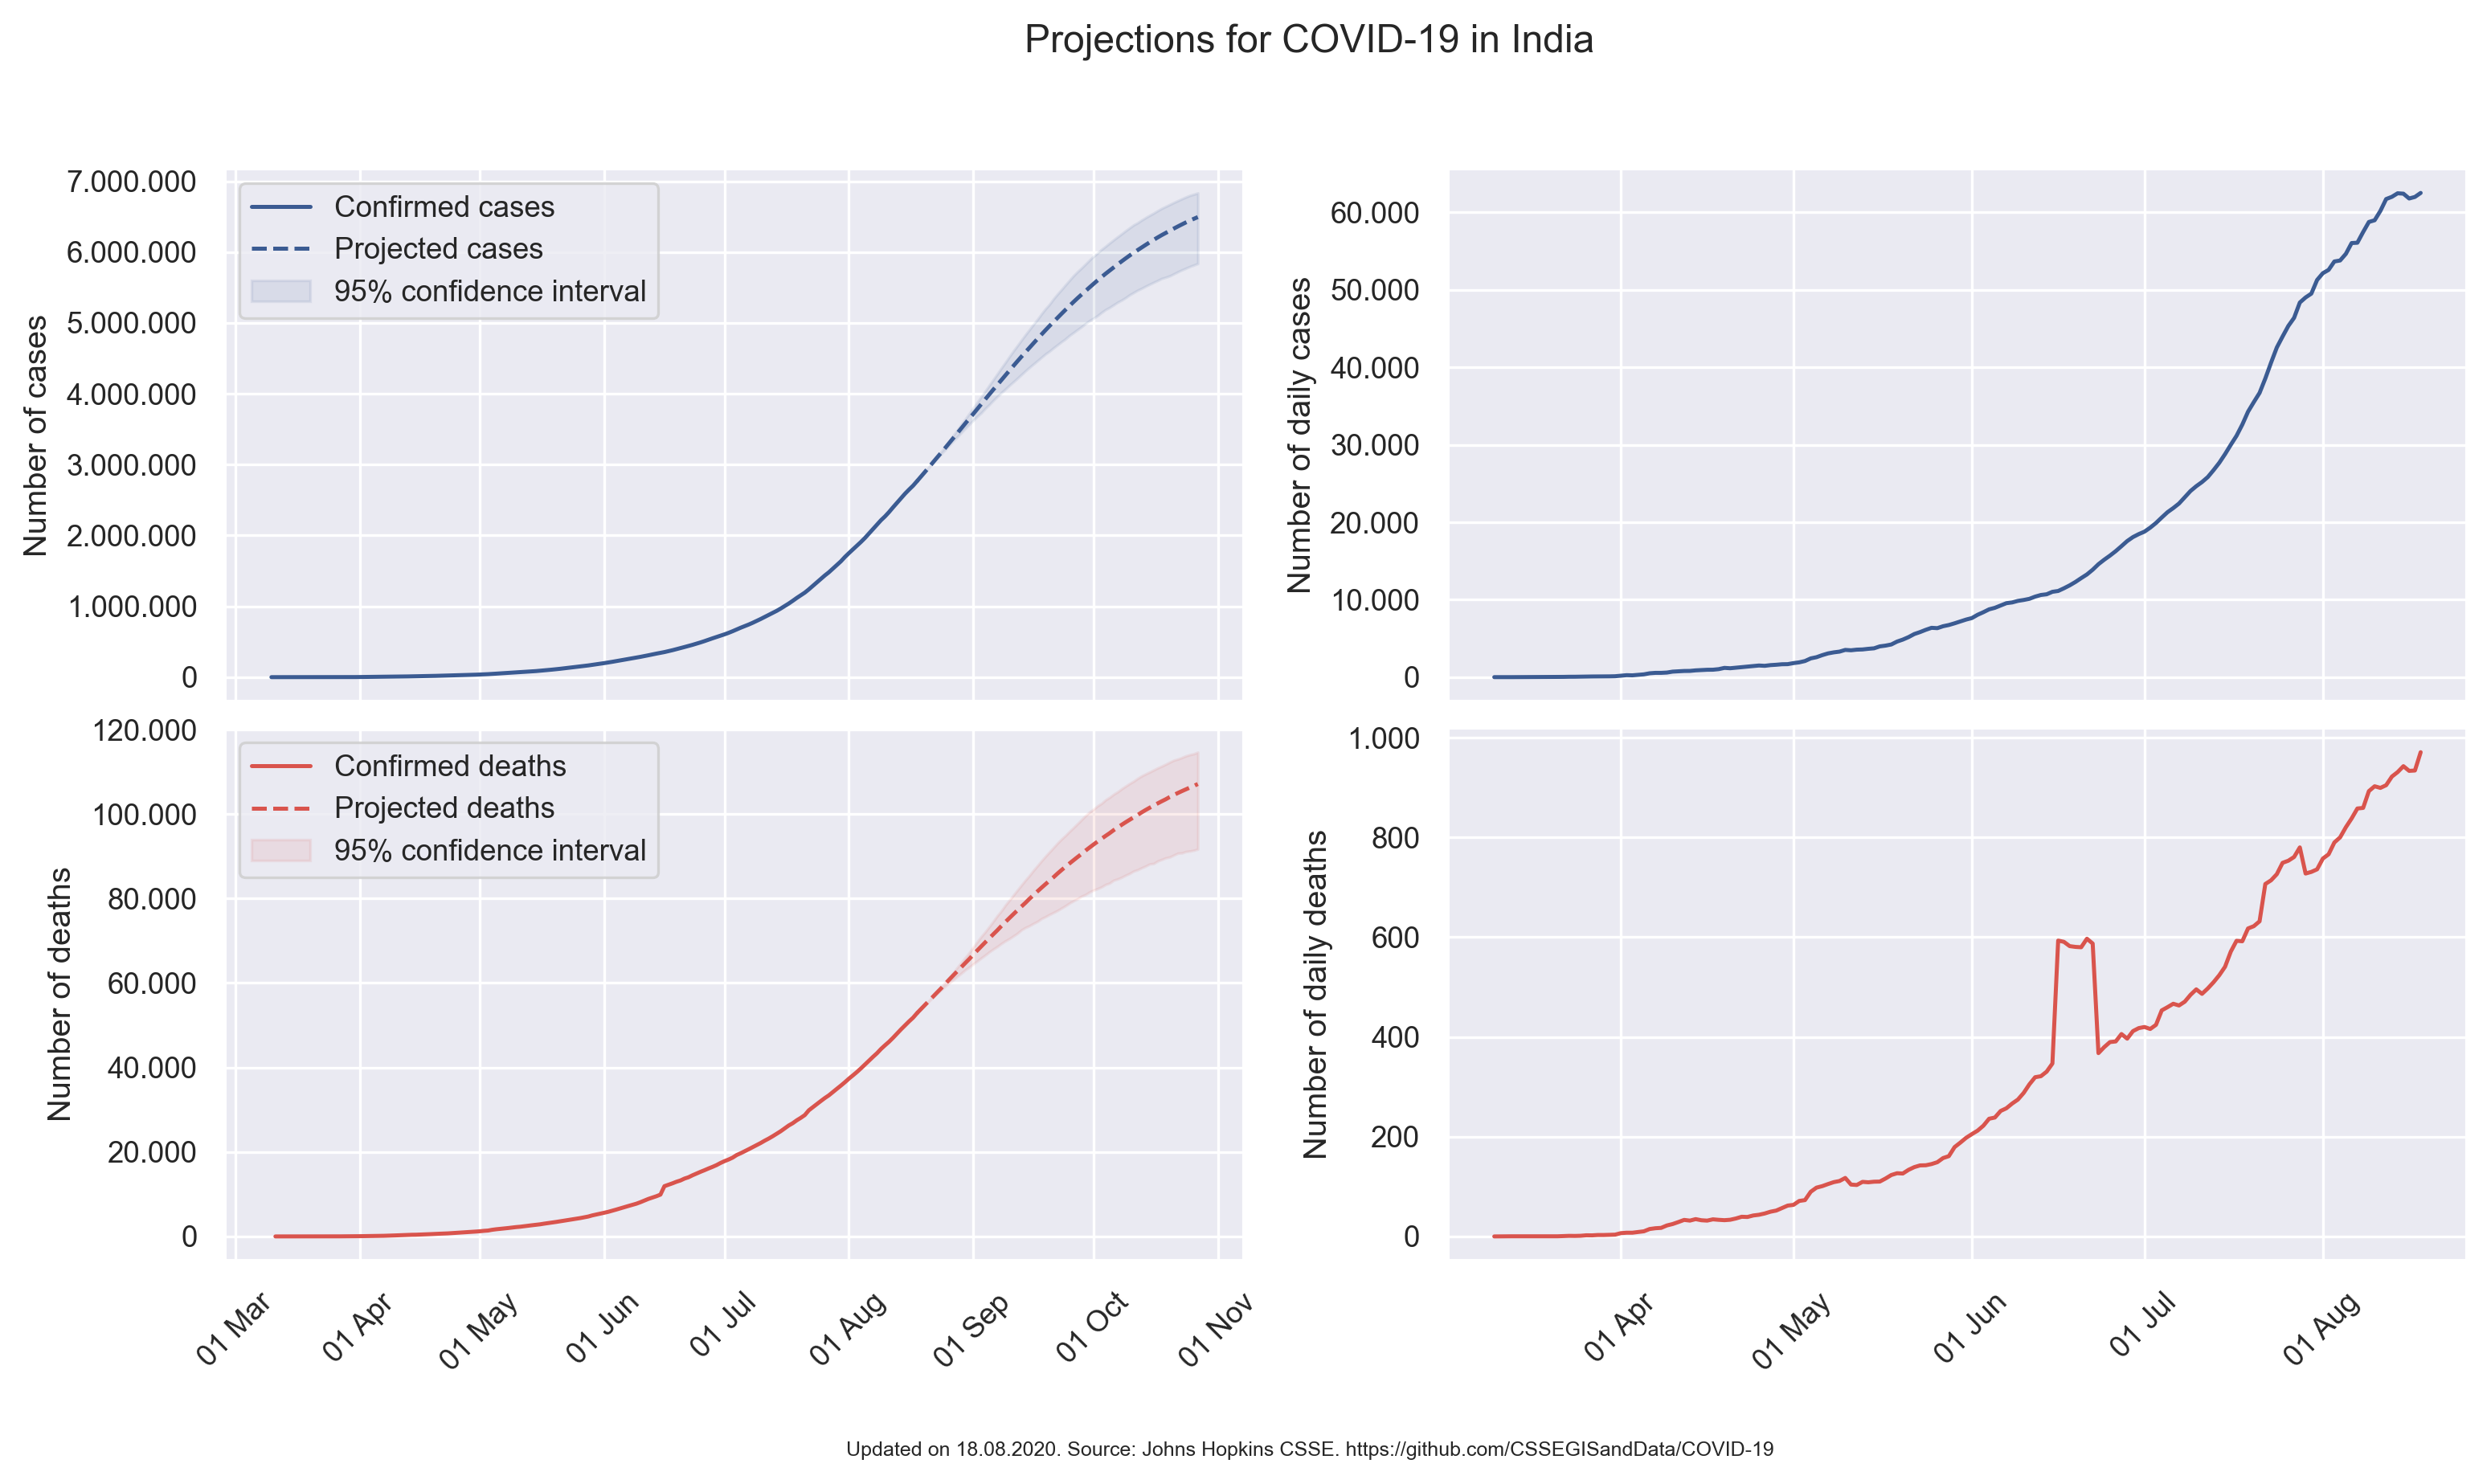 Projections for COVID-19 in India
Number of cases
7.000.000
6.000.000
5.000.000
4.000.000
3.000.000
2.000.000
1.000.000
0
Confirmed cases
Projected cases
95% confidence interval
Number of daily cases
60.000
50.000
40.000
30.000
20.000
10.000
0
Number of deaths
120.000
100.000
80.000
60.000
40.000
20.000
0
Confirmed deaths
Projected deaths
95% confidence interval
01 Mar
01 Apr
01 May
01 Jun
01 Jul
01 Aug
01 Sep
01 Oct
01 Nov
Number of daily deaths
1.000
800
600
400
200
0
01 Apr
01 May
01 Jun
01 Jul
01 Aug
Updated on 18.08.2020. Source: Johns Hopkins CSSE. https://github.com/CSSEGISandData/COVID-19